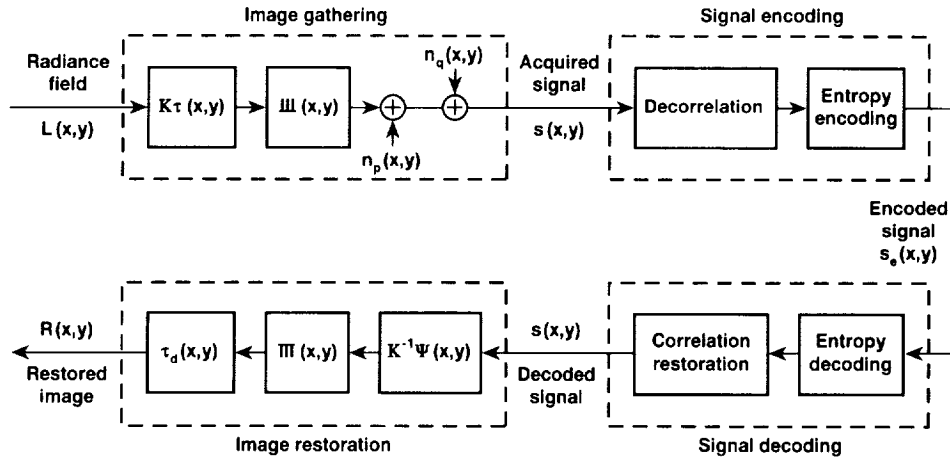 Image gathering
Signal encoding
Radiance
field
L(x,y)
Kτ(x,y)
Ш(x,y)
n_p(x,y)
n_q(x,y)
Acquired
signal
s(x,y)
Decorrelation
Entropy
encoding
Encoded
signal
s_e(x,y)
R(x,y)
Restored
image
τ_d(x,y)
Ш̅(x,y)
K⁻¹Ψ(x,y)
s(x,y)
Decoded
signal
Correlation
restoration
Entropy
decoding
Image restoration
Signal decoding